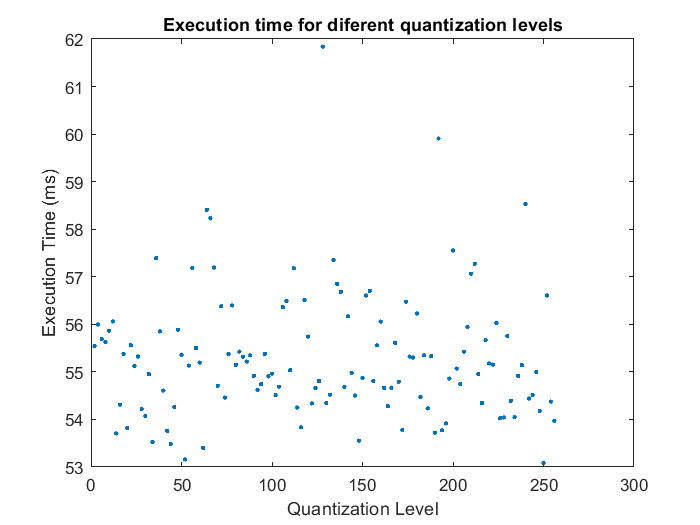 Execution time for diferent quantization levels
62
61
60
59
58
57
56
55
54
53
Execution Time (ms)
0 50 100 150 200 250 300
Quantization Level